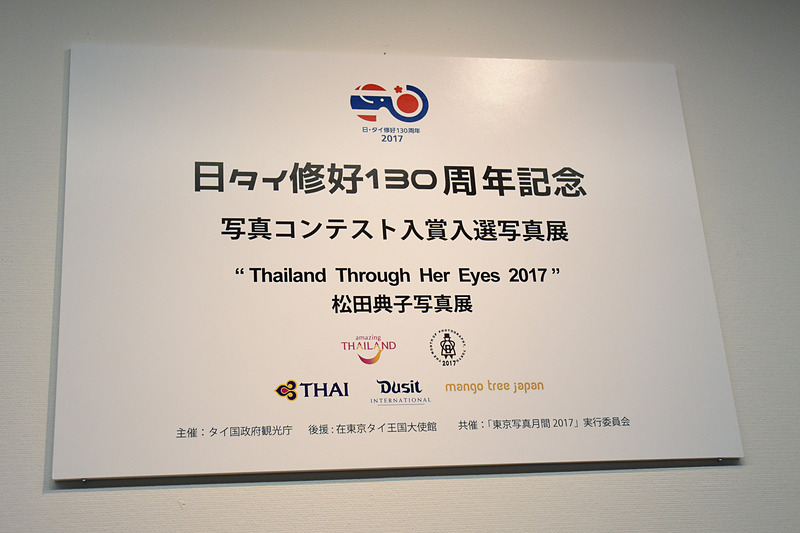 日・タイ修好130周年
2017
日タイ修好130周年記念
写真コンテスト入賞入選写真展
“Thailand Through Her Eyes 2017”
松田典子写真展
amazing
THAILAND
2017
THAI
Dusit
INTERNATIONAL
mango tree japan
主催：タイ国政府観光庁 後援：在東京タイ王国大使館 共催：「東京写真月間2017」実行委員会